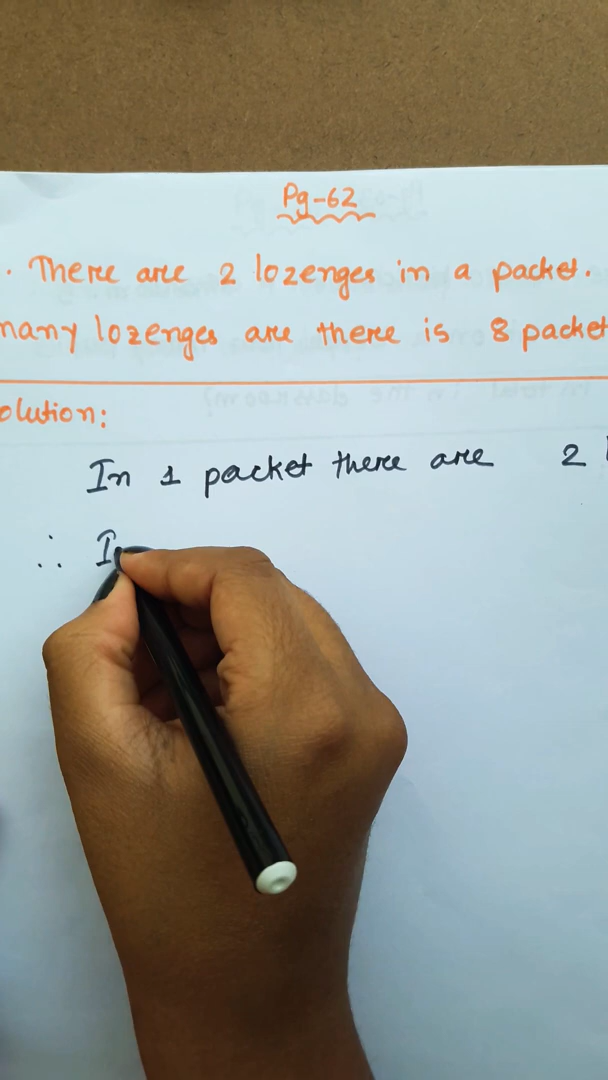 Pg-62
. There are 2 lozenges in a packet.
many lozenges are there is 8 packet
olution:
In 1 packet there are 2
∴ In